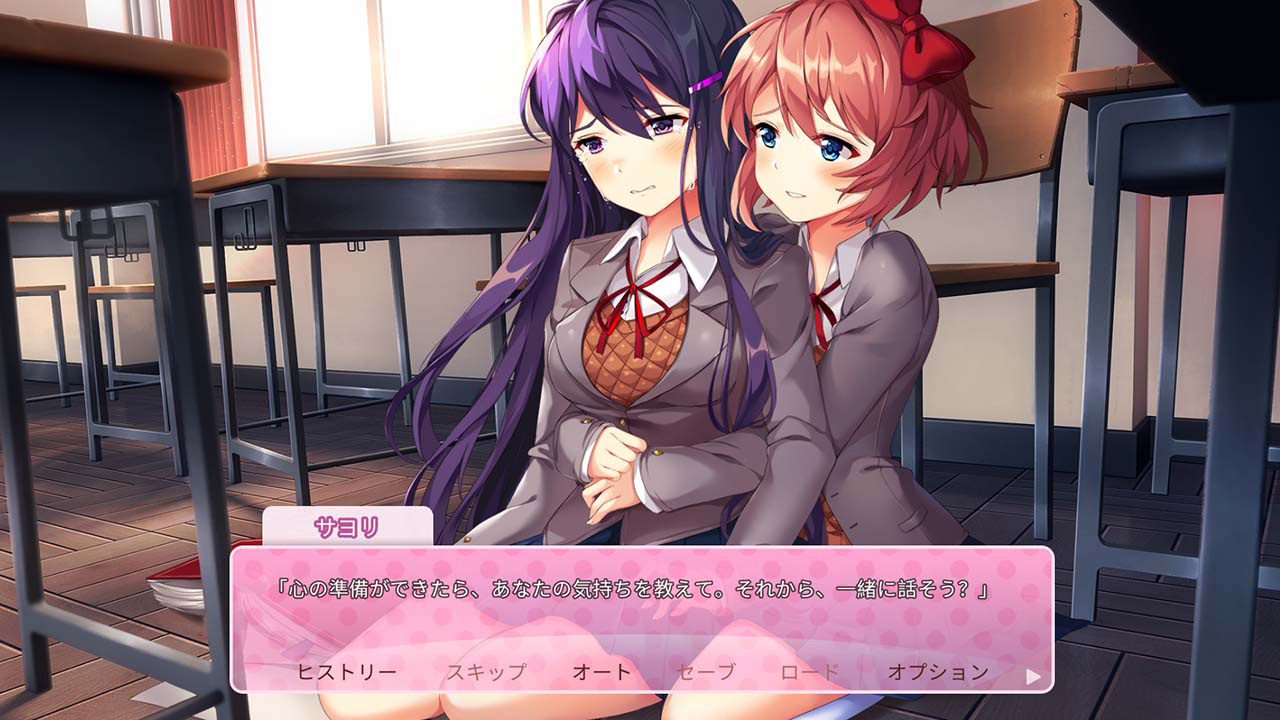 サヨリ
「心の準備ができたら、あなたの気持ちを教えて。それから、一緒に話そう？」
ヒストリー スキップ オート セーブ ロード オプション